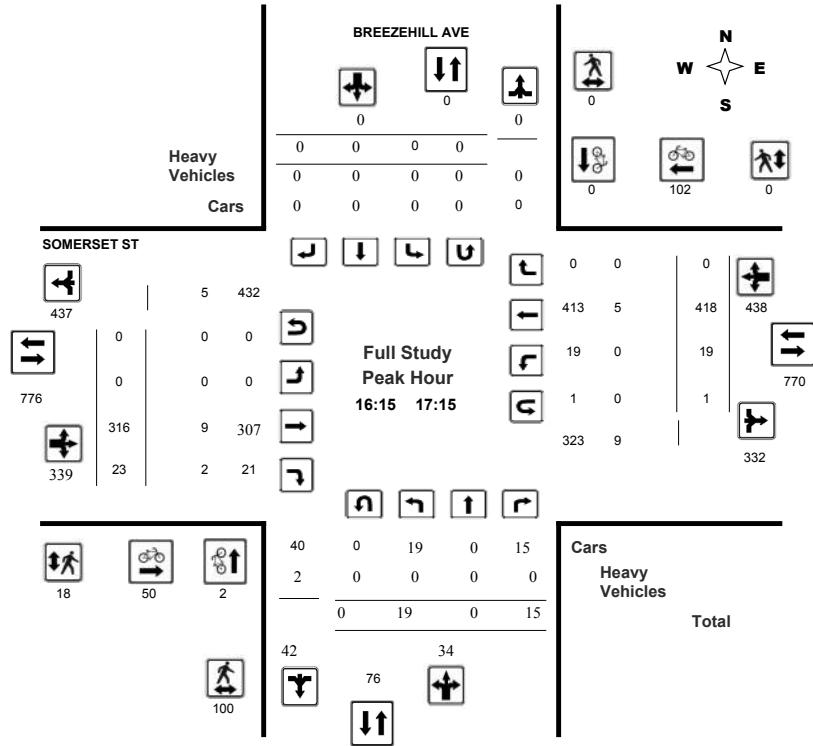 BREEZEHILL AVE
N
W E
S
0
0
0
0 0
0 0 0 0
Heavy
Vehicles
0 0 0 0 0
Cars
0 0 0 0 0
0 102 0
SOMERSET ST
437
5 432
0 0 0
413 5 418
438
776
0 0 0
0 0 0
Full Study
Peak Hour
16:15 17:15
19 0 19
770
1 0 1
316 9 307
339
23 2 21
323 9
332
40 0 19 0 15
Cars
2 0 0 0 0
Heavy
Vehicles
0 19 0 15
Total
18 50 2
42 34
76
100